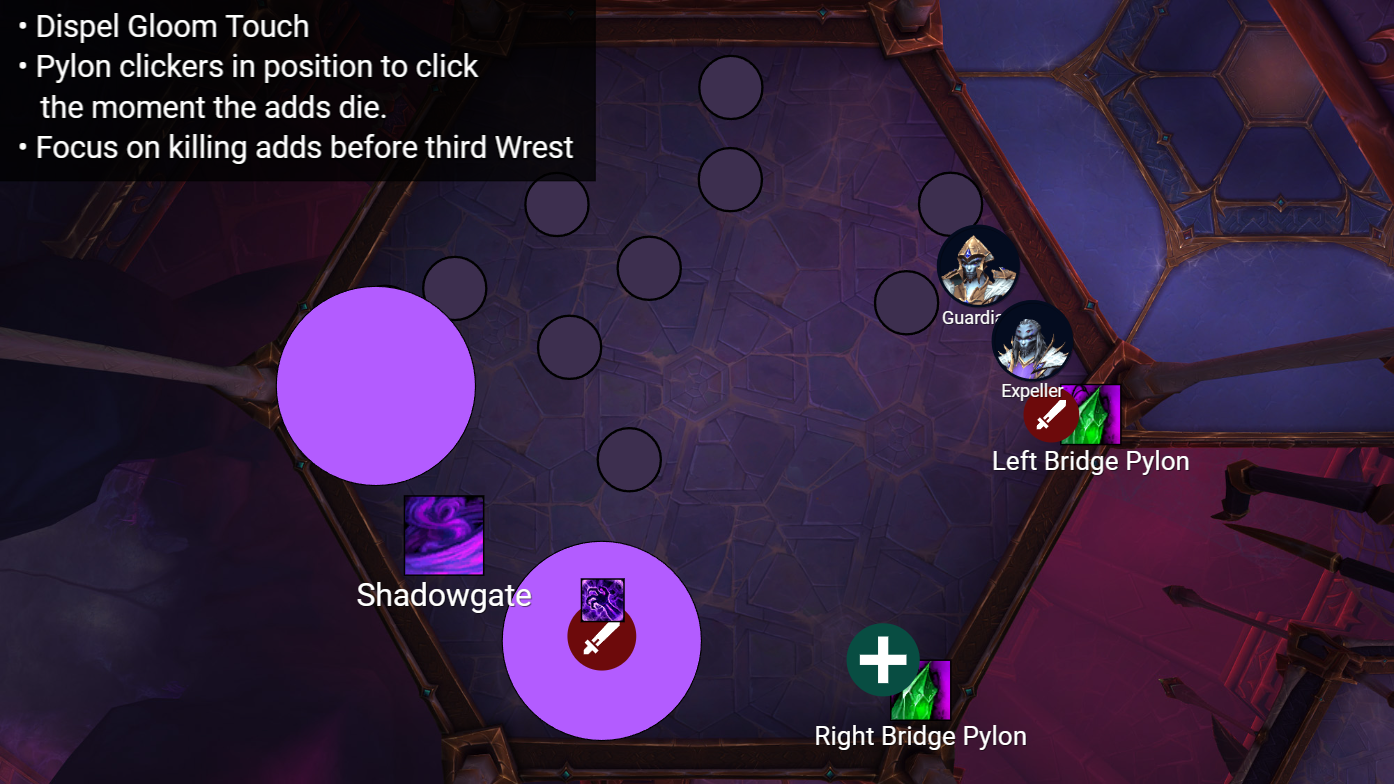 • Dispel Gloom Touch
• Pylon clickers in position to click
the moment the adds die.
• Focus on killing adds before third Wrest
Guardia
Expeller
Left Bridge Pylon
Shadowgate
Right Bridge Pylon